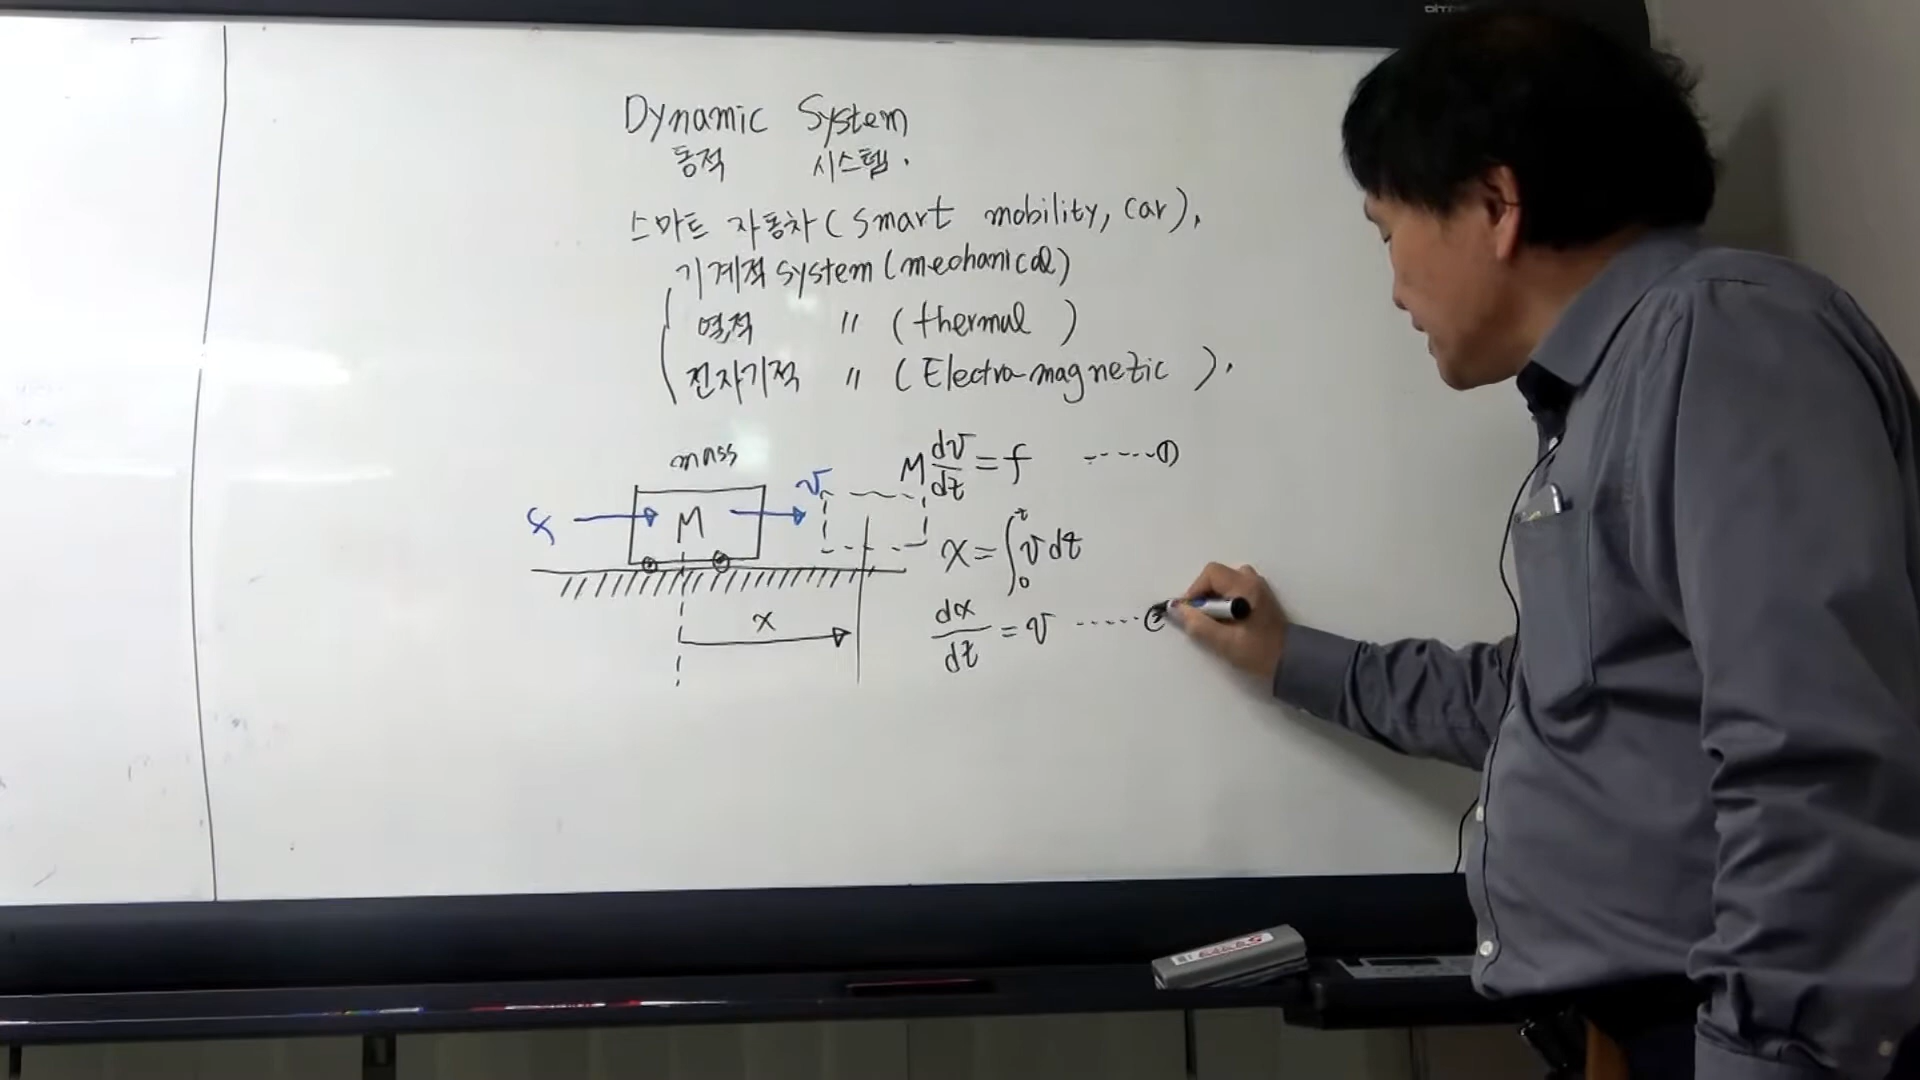 Dynamic System
동적 시스템.
스마트 자동차 (smart mobility, car).
기계적 system (mechanical)
열적 〃 (thermal)
전자기적 〃 (Electro-magnetic).
mass
f
M
v
x
M dv/dt = f ······①
x = ∫₀ᵗ v dt
dx/dt = v ·····②